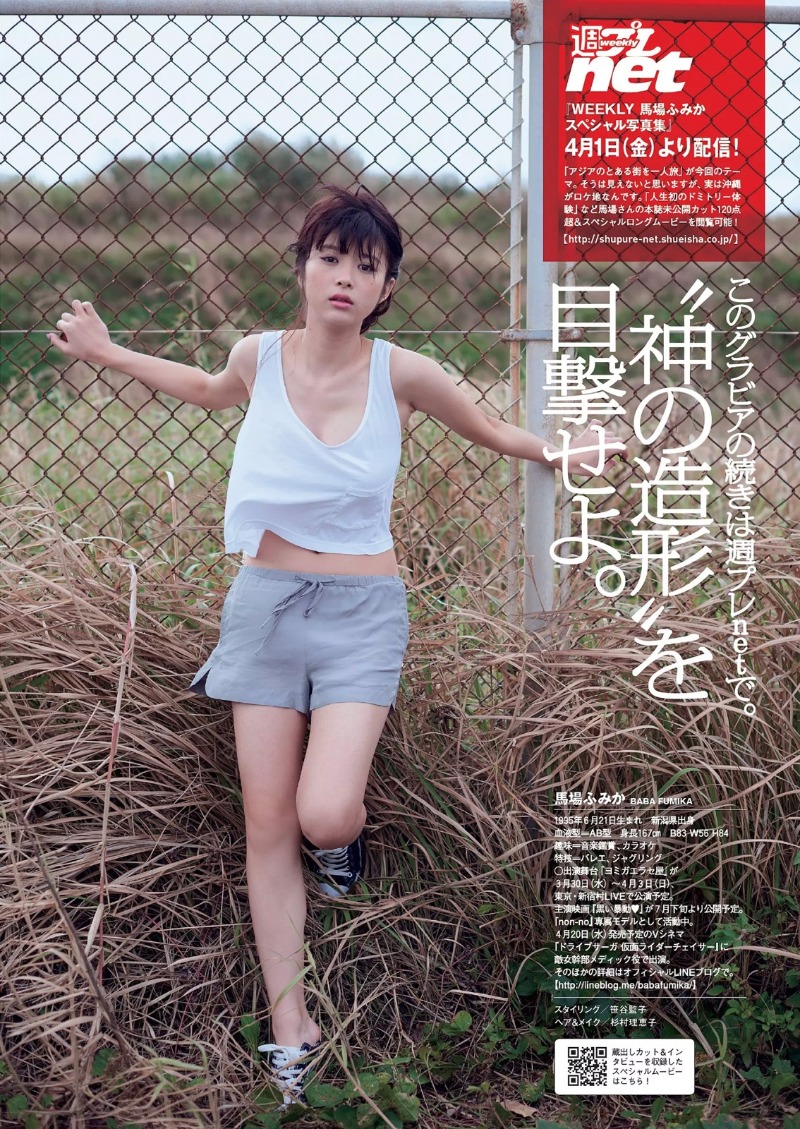 週プレ
weekly
net
『WEEKLY 馬場ふみか
スペシャル写真集』
4月1日(金)より配信!
「アジアのとある街を一人旅」が今回のテー
マ。そうは見えないと思いますが、実は沖縄
がロケ地なんです。「人生初のドミトリー体
験」など馬場さんの本誌未公開カット120点
超&スペシャルロングムービーを閲覧可能!
【http://shupure-net.shueisha.co.jp/】
このグラビアの続きは週プレnetで。
〝神の造形〟を
目撃せよ。
馬場ふみか BABA FUMIKA
1995年6月21日生まれ 新潟県出身
血液型―AB型 身長167㎝ B83 W56 H84
趣味―音楽鑑賞、カラオケ
特技―バレエ、ジャグリング
○出演舞台『ヨミガエラセ屋』が
3月30日(水)～4月3日(日)、
東京・新宿村LIVEで公演予定。
主演映画『黒い暴動♥』が7月下旬より公開予定。
『non-no』専属モデルとして活動中。
4月20日(水)発売予定のVシネマ
『ドライブサーガ 仮面ライダーチェイサー』に
敵女幹部メディック役で出演。
そのほかの詳細はオフィシャルLINEブログで。
【http://lineblog.me/babafumika/】
スタイリング/笹谷藍子
ヘア&メイク/杉村理恵子
蔵出しカット&イン
タビューを収録した
スペシャルムービー
はこちら!